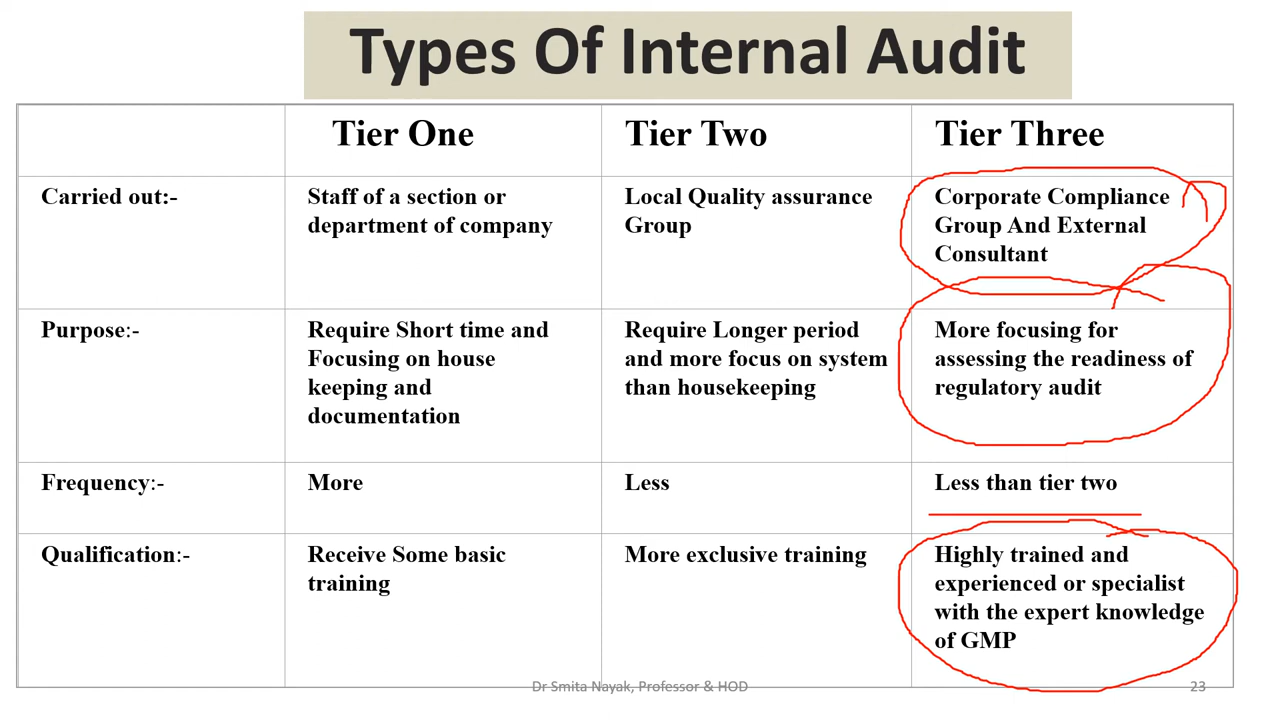 Types Of Internal Audit
Tier One
Tier Two
Tier Three
Carried out:-
Staff of a section or
department of company
Local Quality assurance
Group
Corporate Compliance
Group And External
Consultant
Purpose:-
Require Short time and
Focusing on house
keeping and
documentation
Require Longer period
and more focus on system
than housekeeping
More focusing for
assessing the readiness of
regulatory audit
Frequency:-
More
Less
Less than tier two
Qualification:-
Receive Some basic
training
More exclusive training
Highly trained and
experienced or specialist
with the expert knowledge
of GMP
Dr Smita Nayak, Professor & HOD
23